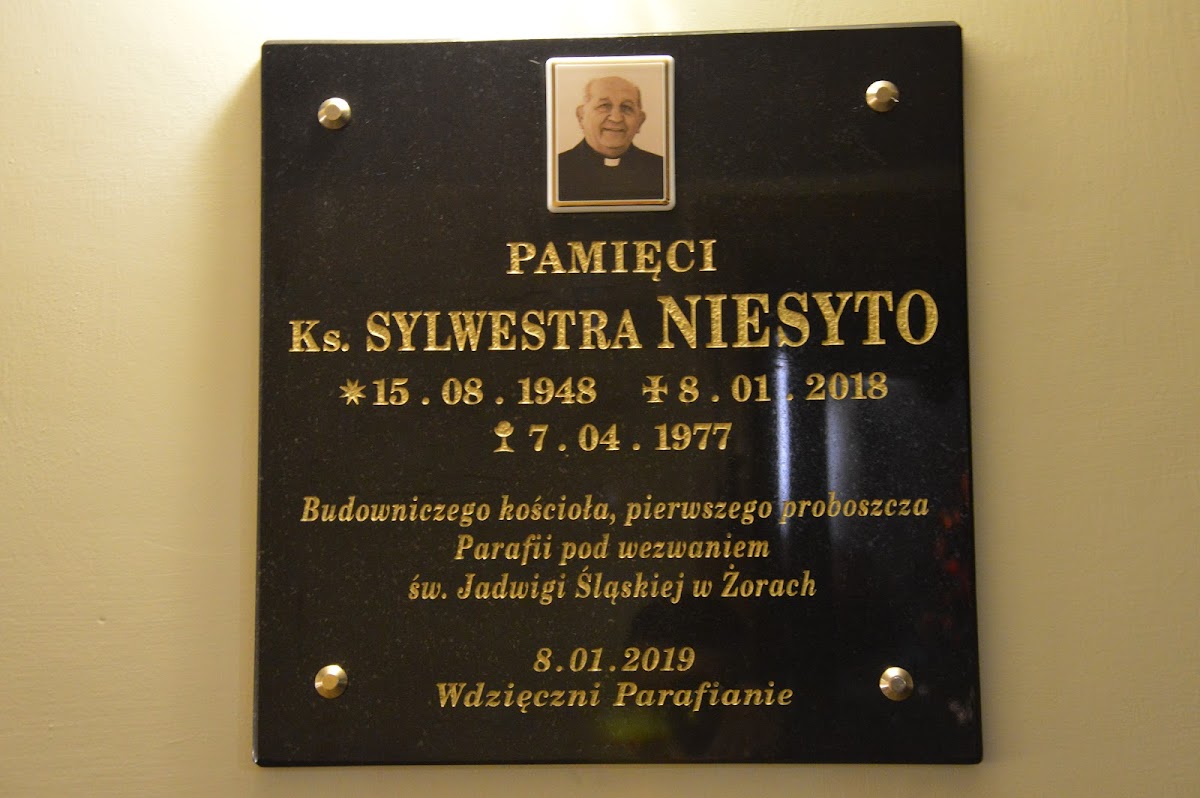 PAMIĘCI
Ks. SYLWESTRA NIESYTO
15.08.1948 8.01.2018
7.04.1977
Budowniczego kościoła, pierwszego proboszcza
Parafii pod wezwaniem
św. Jadwigi Śląskiej w Żorach
8.01.2019
Wdzięczni Parafianie